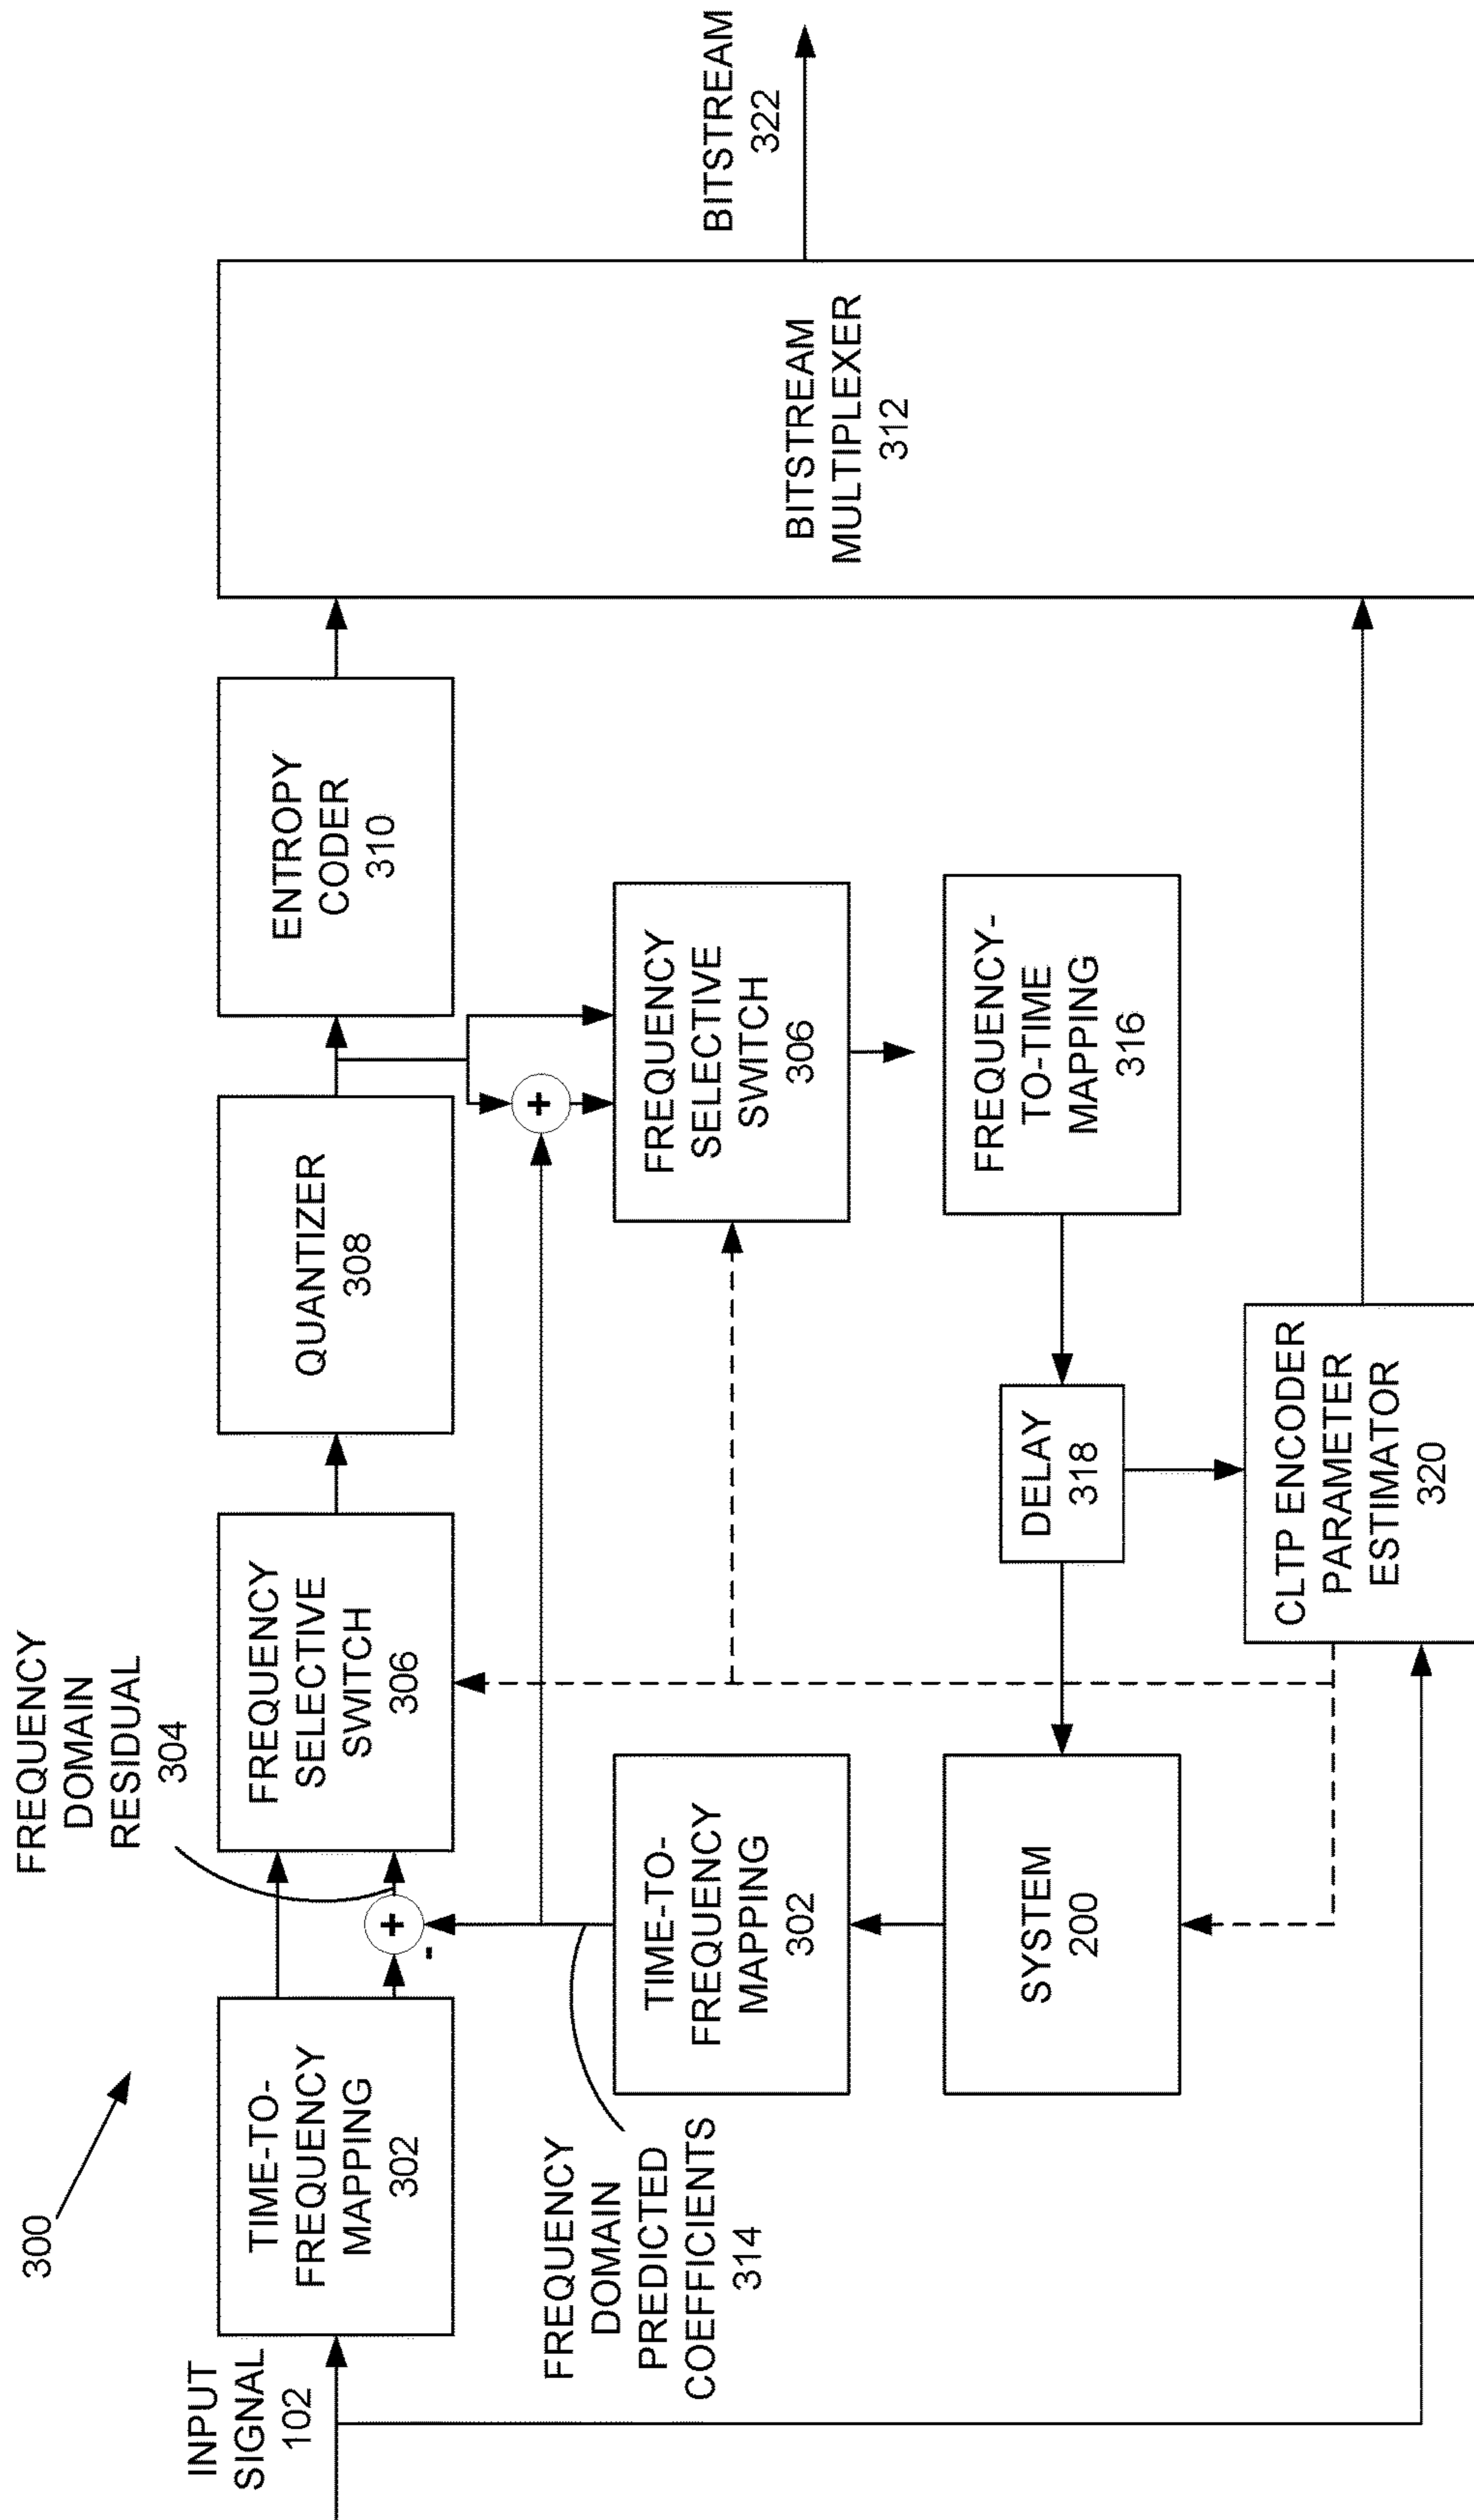 300
INPUT
SIGNAL
102
TIME-TO-
FREQUENCY
MAPPING
302
FREQUENCY
DOMAIN
RESIDUAL
304
+
-
FREQUENCY
SELECTIVE
SWITCH
306
QUANTIZER
308
ENTROPY
CODER
310
BITSTREAM
MULTIPLEXER
312
BITSTREAM
322
FREQUENCY
DOMAIN
PREDICTED
COEFFICIENTS
314
TIME-TO-
FREQUENCY
MAPPING
302
+
FREQUENCY
SELECTIVE
SWITCH
306
SYSTEM
200
DELAY
318
FREQUENCY-
TO-TIME
MAPPING
316
CLTP ENCODER
PARAMETER
ESTIMATOR
320